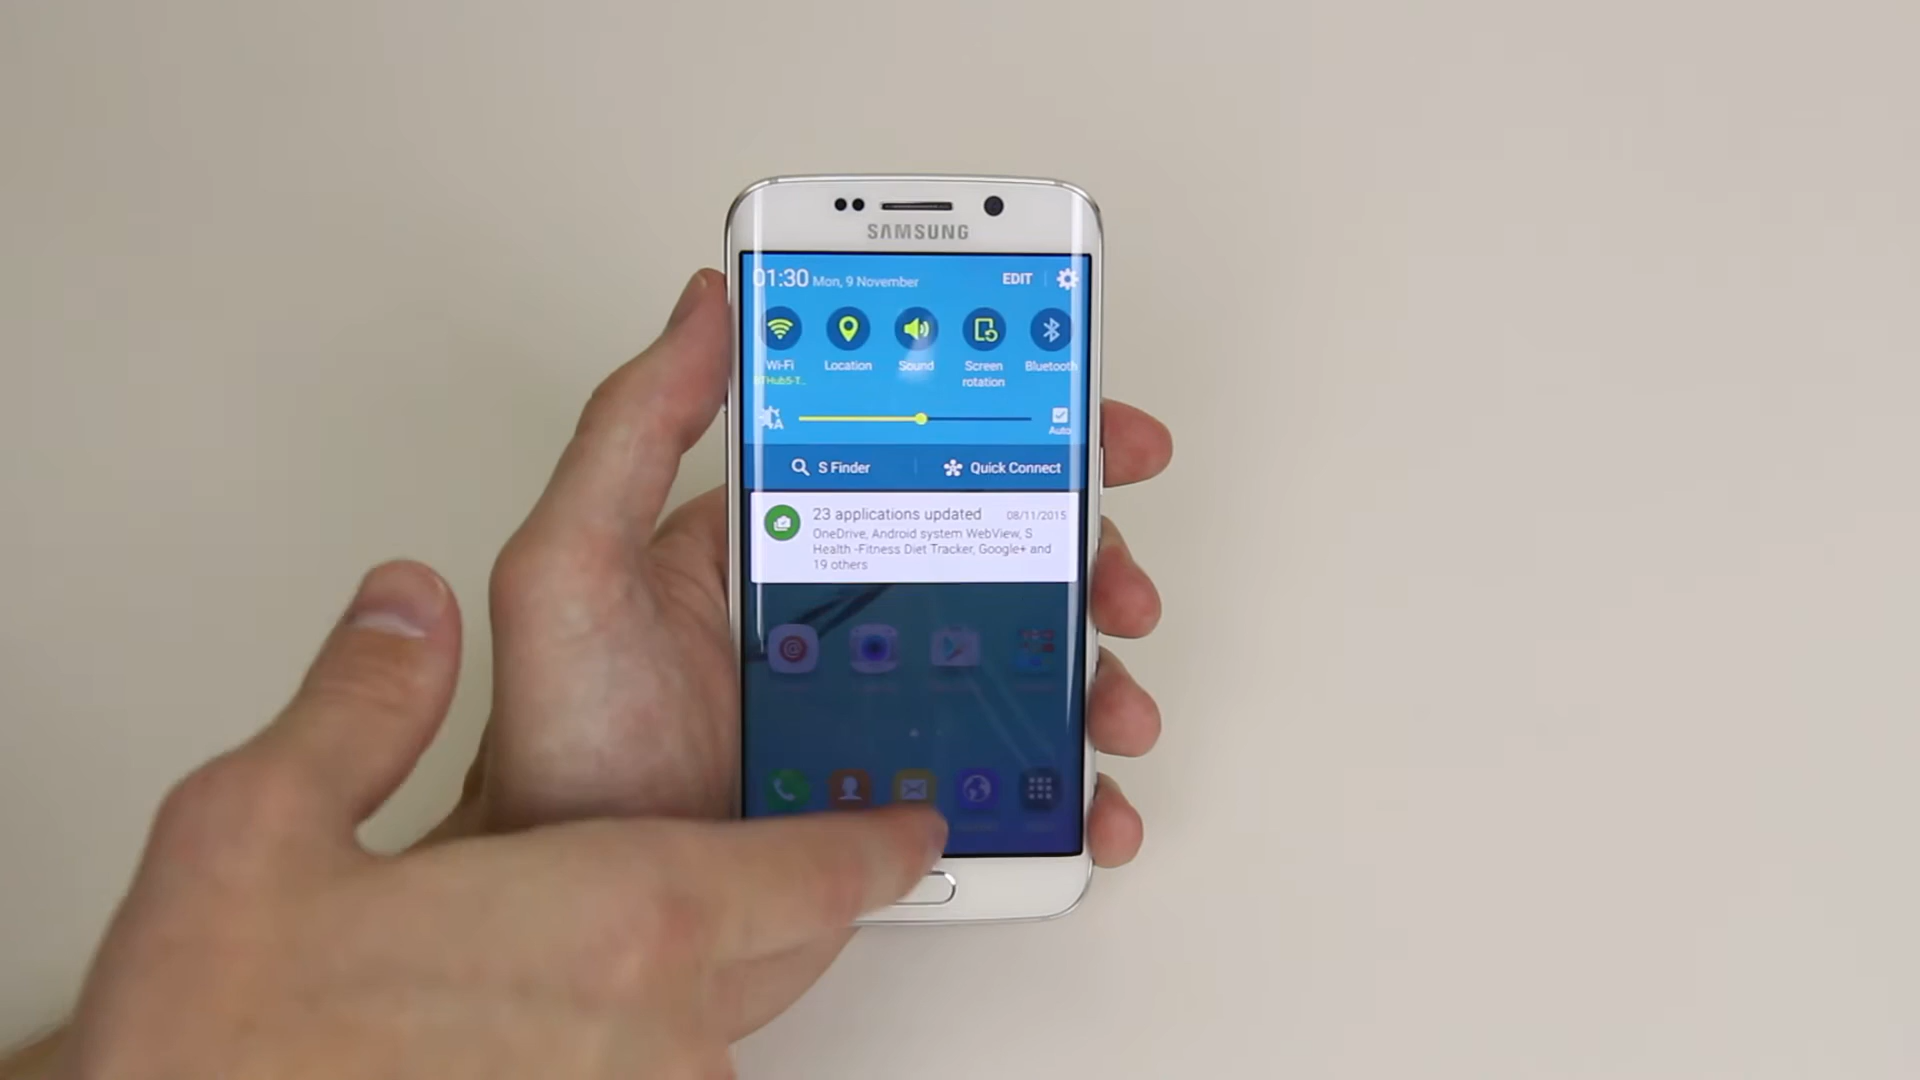 SAMSUNG
01:30 Mon, 9 November EDIT
Wi-Fi Location Sound Screen rotation Bluetooth
Auto
S Finder Quick Connect
23 applications updated 08/11/2015
OneDrive, Android system WebView, S
Health -Fitness Diet Tracker, Google+ and
19 others